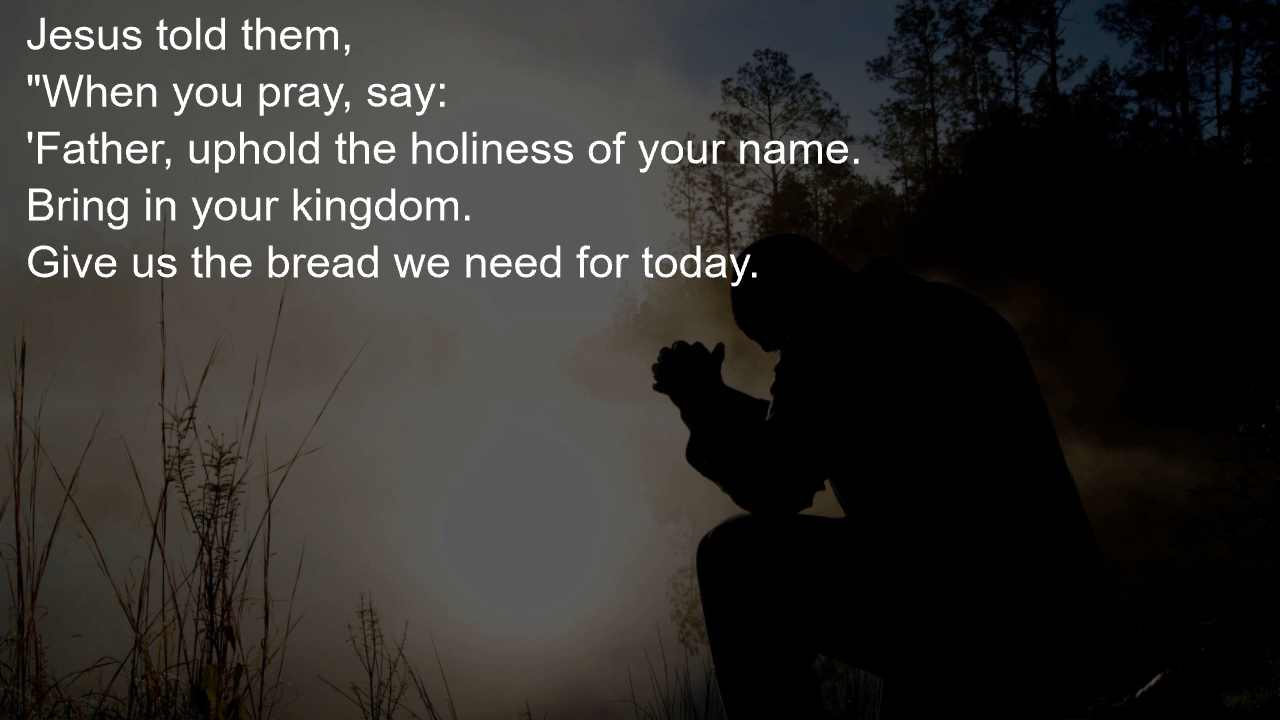 Jesus told them,
"When you pray, say:
'Father, uphold the holiness of your name.
Bring in your kingdom.
Give us the bread we need for today.